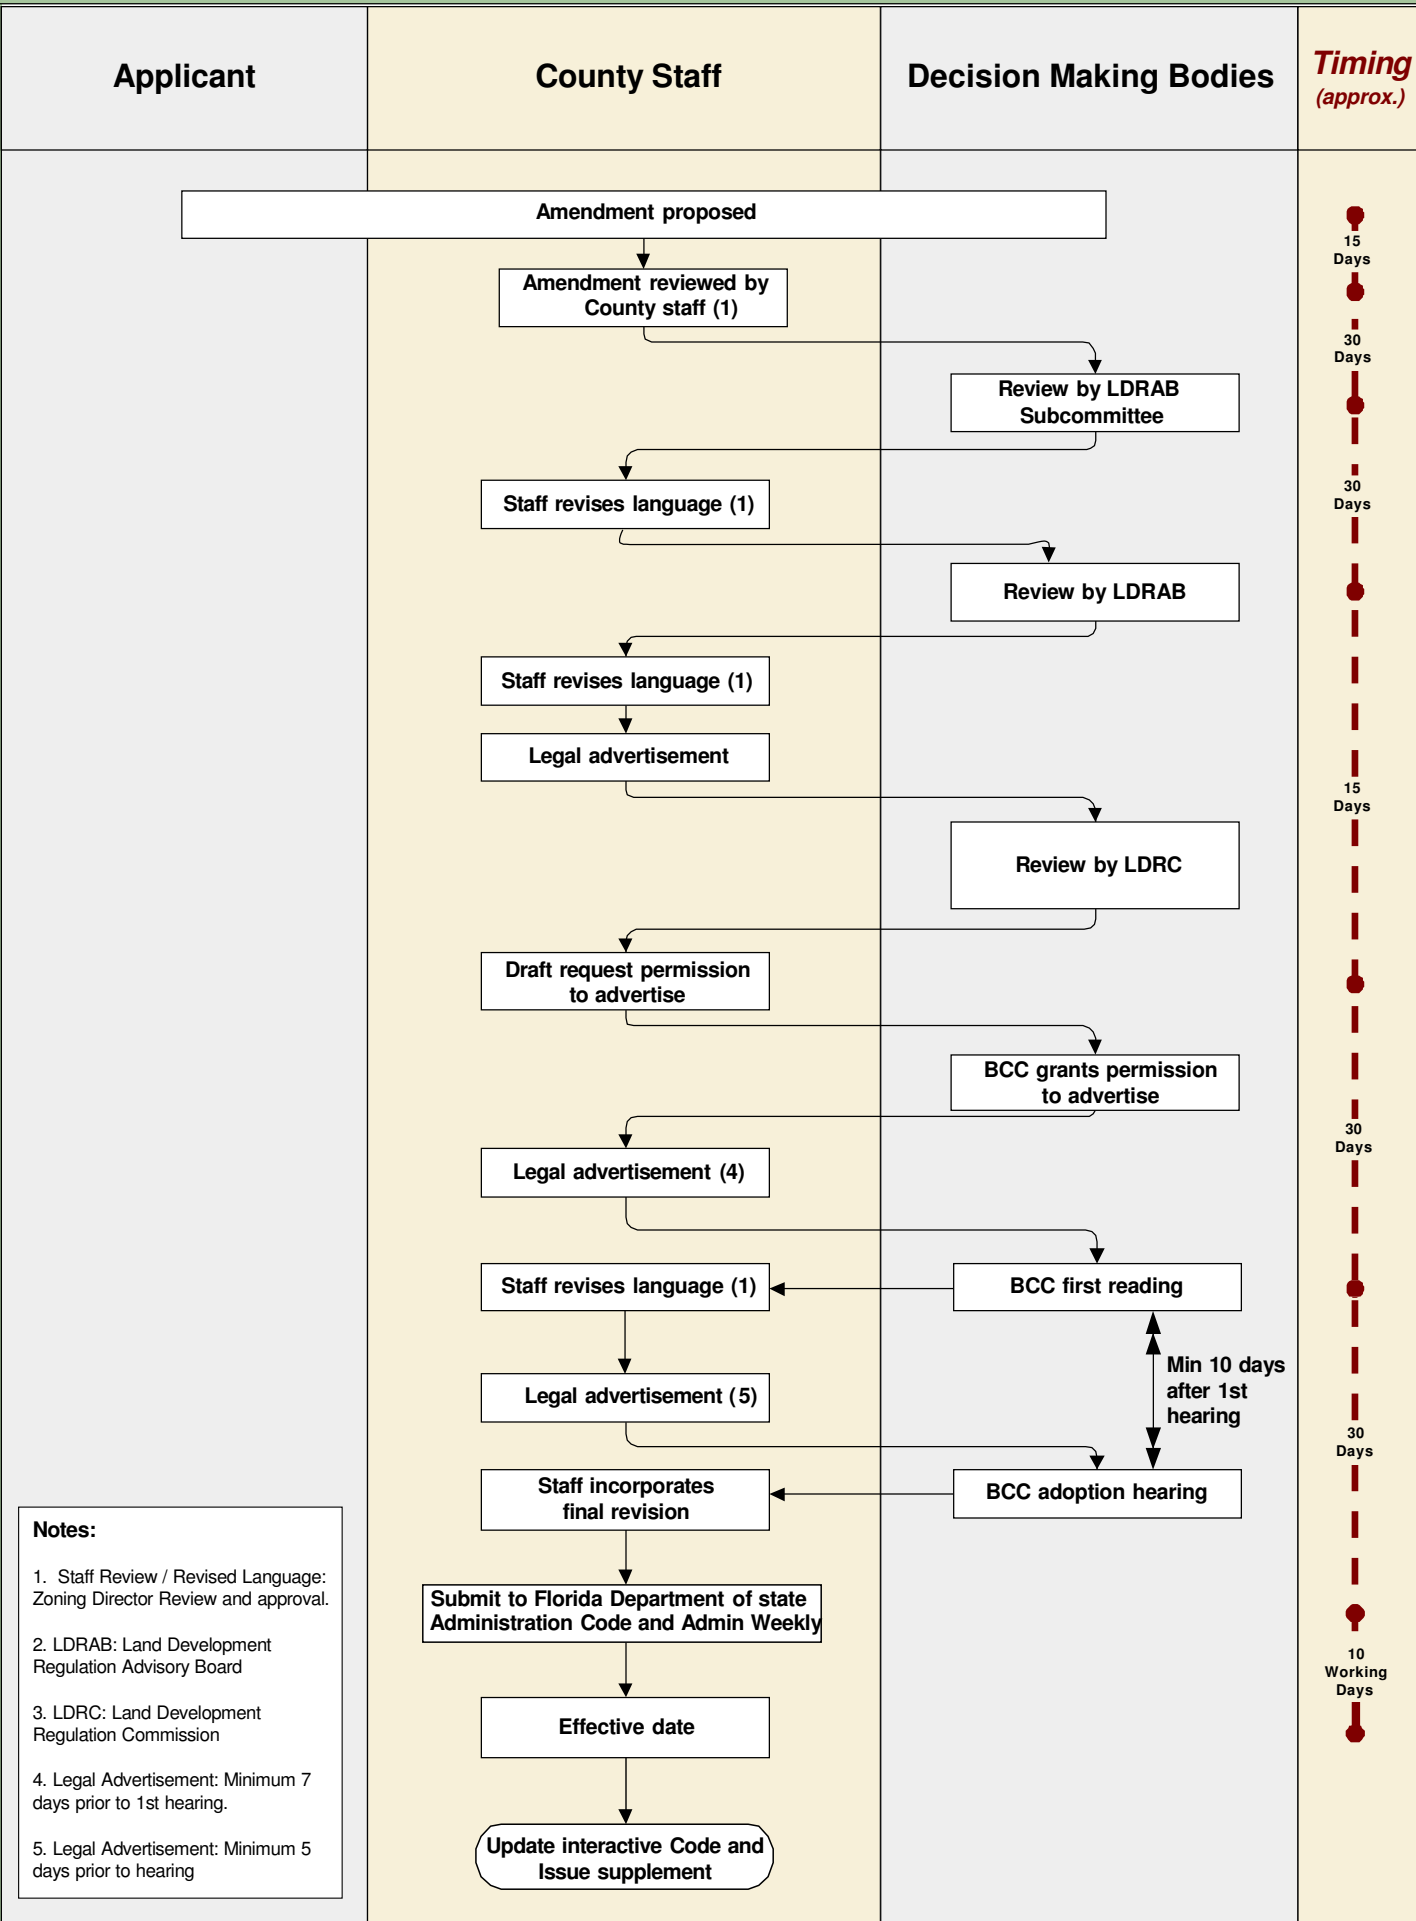 Applicant
County Staff
Decision Making Bodies
Timing
(approx.)
Amendment proposed
15
Days
Amendment reviewed by
County staff (1)
30
Days
Review by LDRAB
Subcommittee
Staff revises language (1)
30
Days
Review by LDRAB
Staff revises language (1)
Legal advertisement
15
Days
Review by LDRC
Draft request permission
to advertise
BCC grants permission
to advertise
30
Days
Legal advertisement (4)
Staff revises language (1)
BCC first reading
Min 10 days
after 1st
hearing
Legal advertisement (5)
30
Days
Staff incorporates
final revision
BCC adoption hearing
Submit to Florida Department of state
Administration Code and Admin Weekly
10
Working
Days
Effective date
Update interactive Code and
Issue supplement
Notes:
1. Staff Review / Revised Language:
Zoning Director Review and approval.
2. LDRAB: Land Development
Regulation Advisory Board
3. LDRC: Land Development
Regulation Commission
4. Legal Advertisement: Minimum 7
days prior to 1st hearing.
5. Legal Advertisement: Minimum 5
days prior to hearing